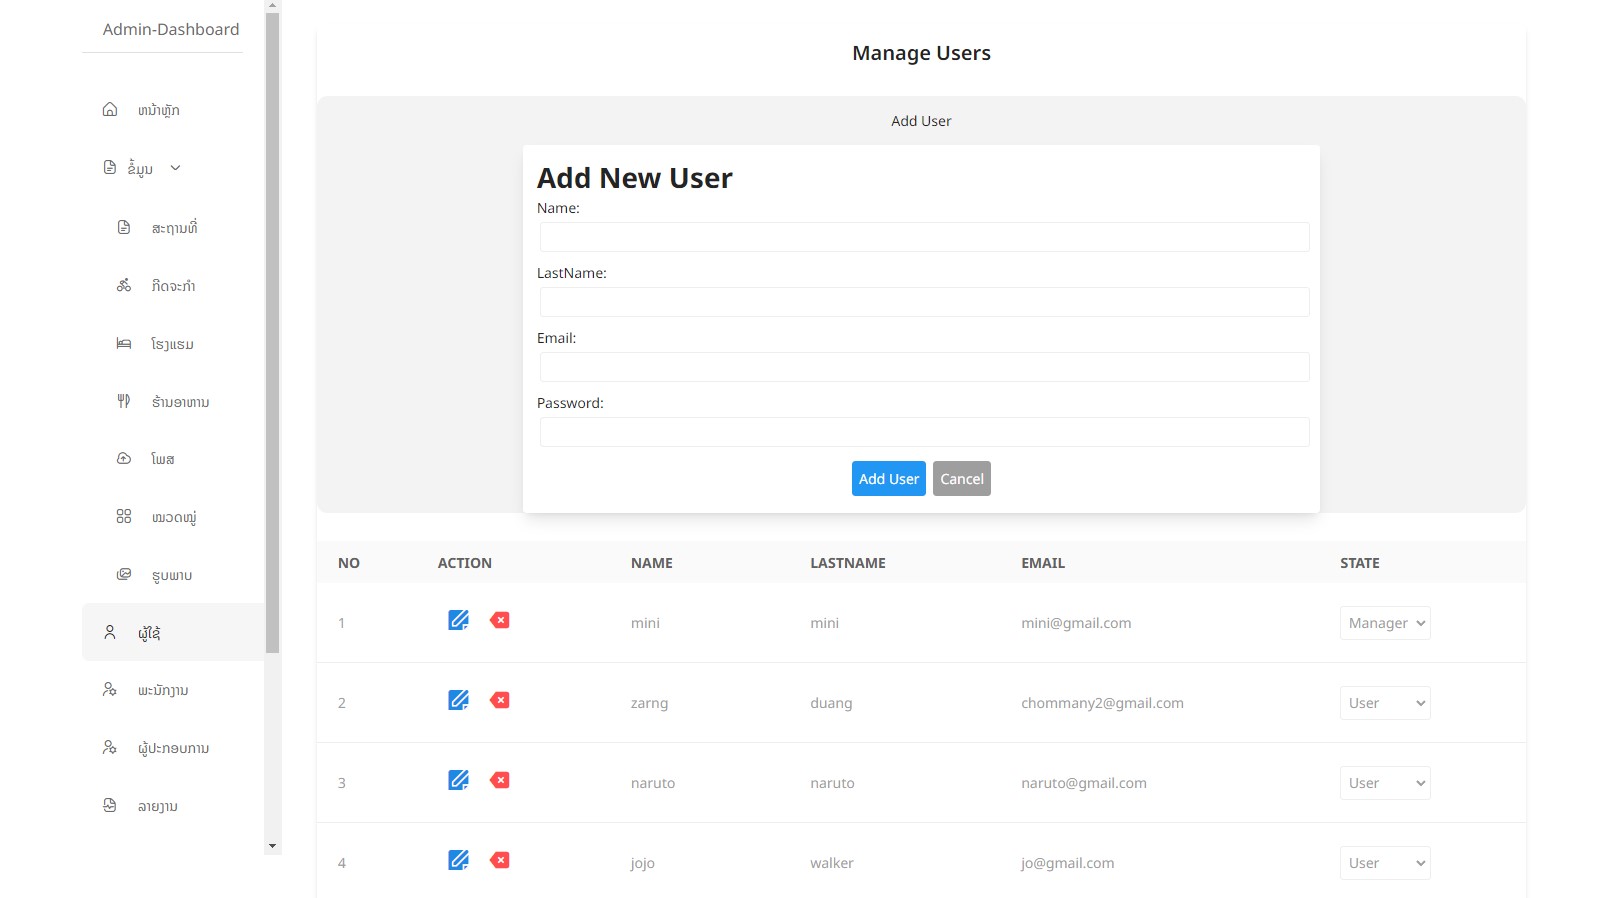 Admin-Dashboard
ຫນ້າຫຼັກ
ຂໍ້ມູນ
ສະຖານທີ່
ກິດຈະກຳ
ໂຮງແຮມ
ຮ້ານອາຫານ
ໂພສ
ໝວດໝູ່
ຮູບພາບ
ຜູ້ໃຊ້
ພະນັກງານ
ຜູ້ປະກອບການ
ລາຍງານ
Manage Users
Add User
Add New User
Name:
LastName:
Email:
Password:
Add User Cancel
NO ACTION NAME LASTNAME EMAIL STATE
1 mini mini mini@gmail.com Manager
2 zarng duang chommany2@gmail.com User
3 naruto naruto naruto@gmail.com User
4 jojo walker jo@gmail.com User